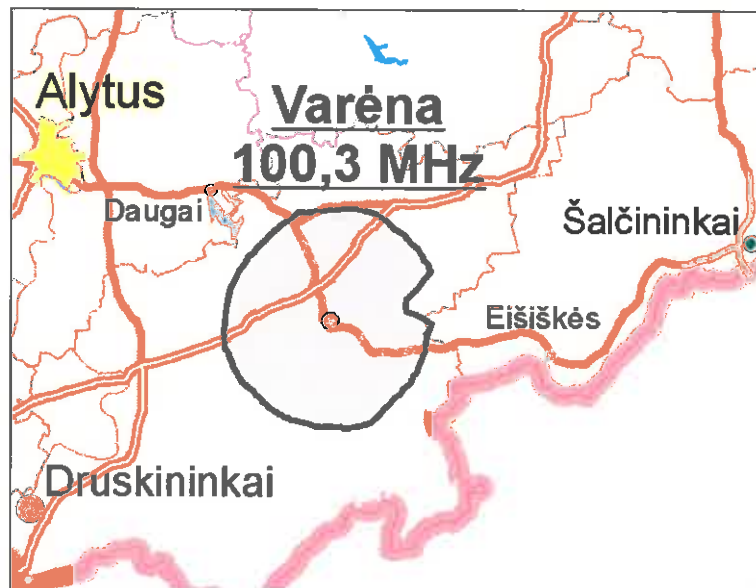 Alytus
Varėna
100,3 MHz
Daugai
Šalčininkai
Eišiškės
Druskininkai